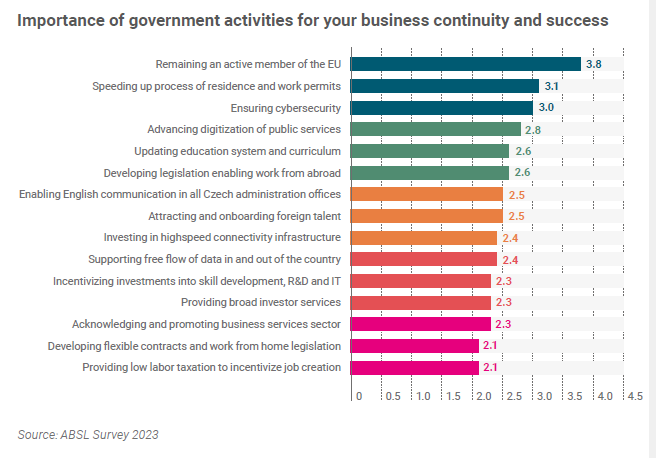 Importance of government activities for your business continuity and success
Remaining an active member of the EU 3.8
Speeding up process of residence and work permits 3.1
Ensuring cybersecurity 3.0
Advancing digitization of public services 2.8
Updating education system and curriculum 2.6
Developing legislation enabling work from abroad 2.6
Enabling English communication in all Czech administration offices 2.5
Attracting and onboarding foreign talent 2.5
Investing in highspeed connectivity infrastructure 2.4
Supporting free flow of data in and out of the country 2.4
Incentivizing investments into skill development, R&D and IT 2.3
Providing broad investor services 2.3
Acknowledging and promoting business services sector 2.3
Developing flexible contracts and work from home legislation 2.1
Providing low labor taxation to incentivize job creation 2.1
0 0.5 1.0 1.5 2.0 2.5 3.0 3.5 4.0 4.5
Source: ABSL Survey 2023